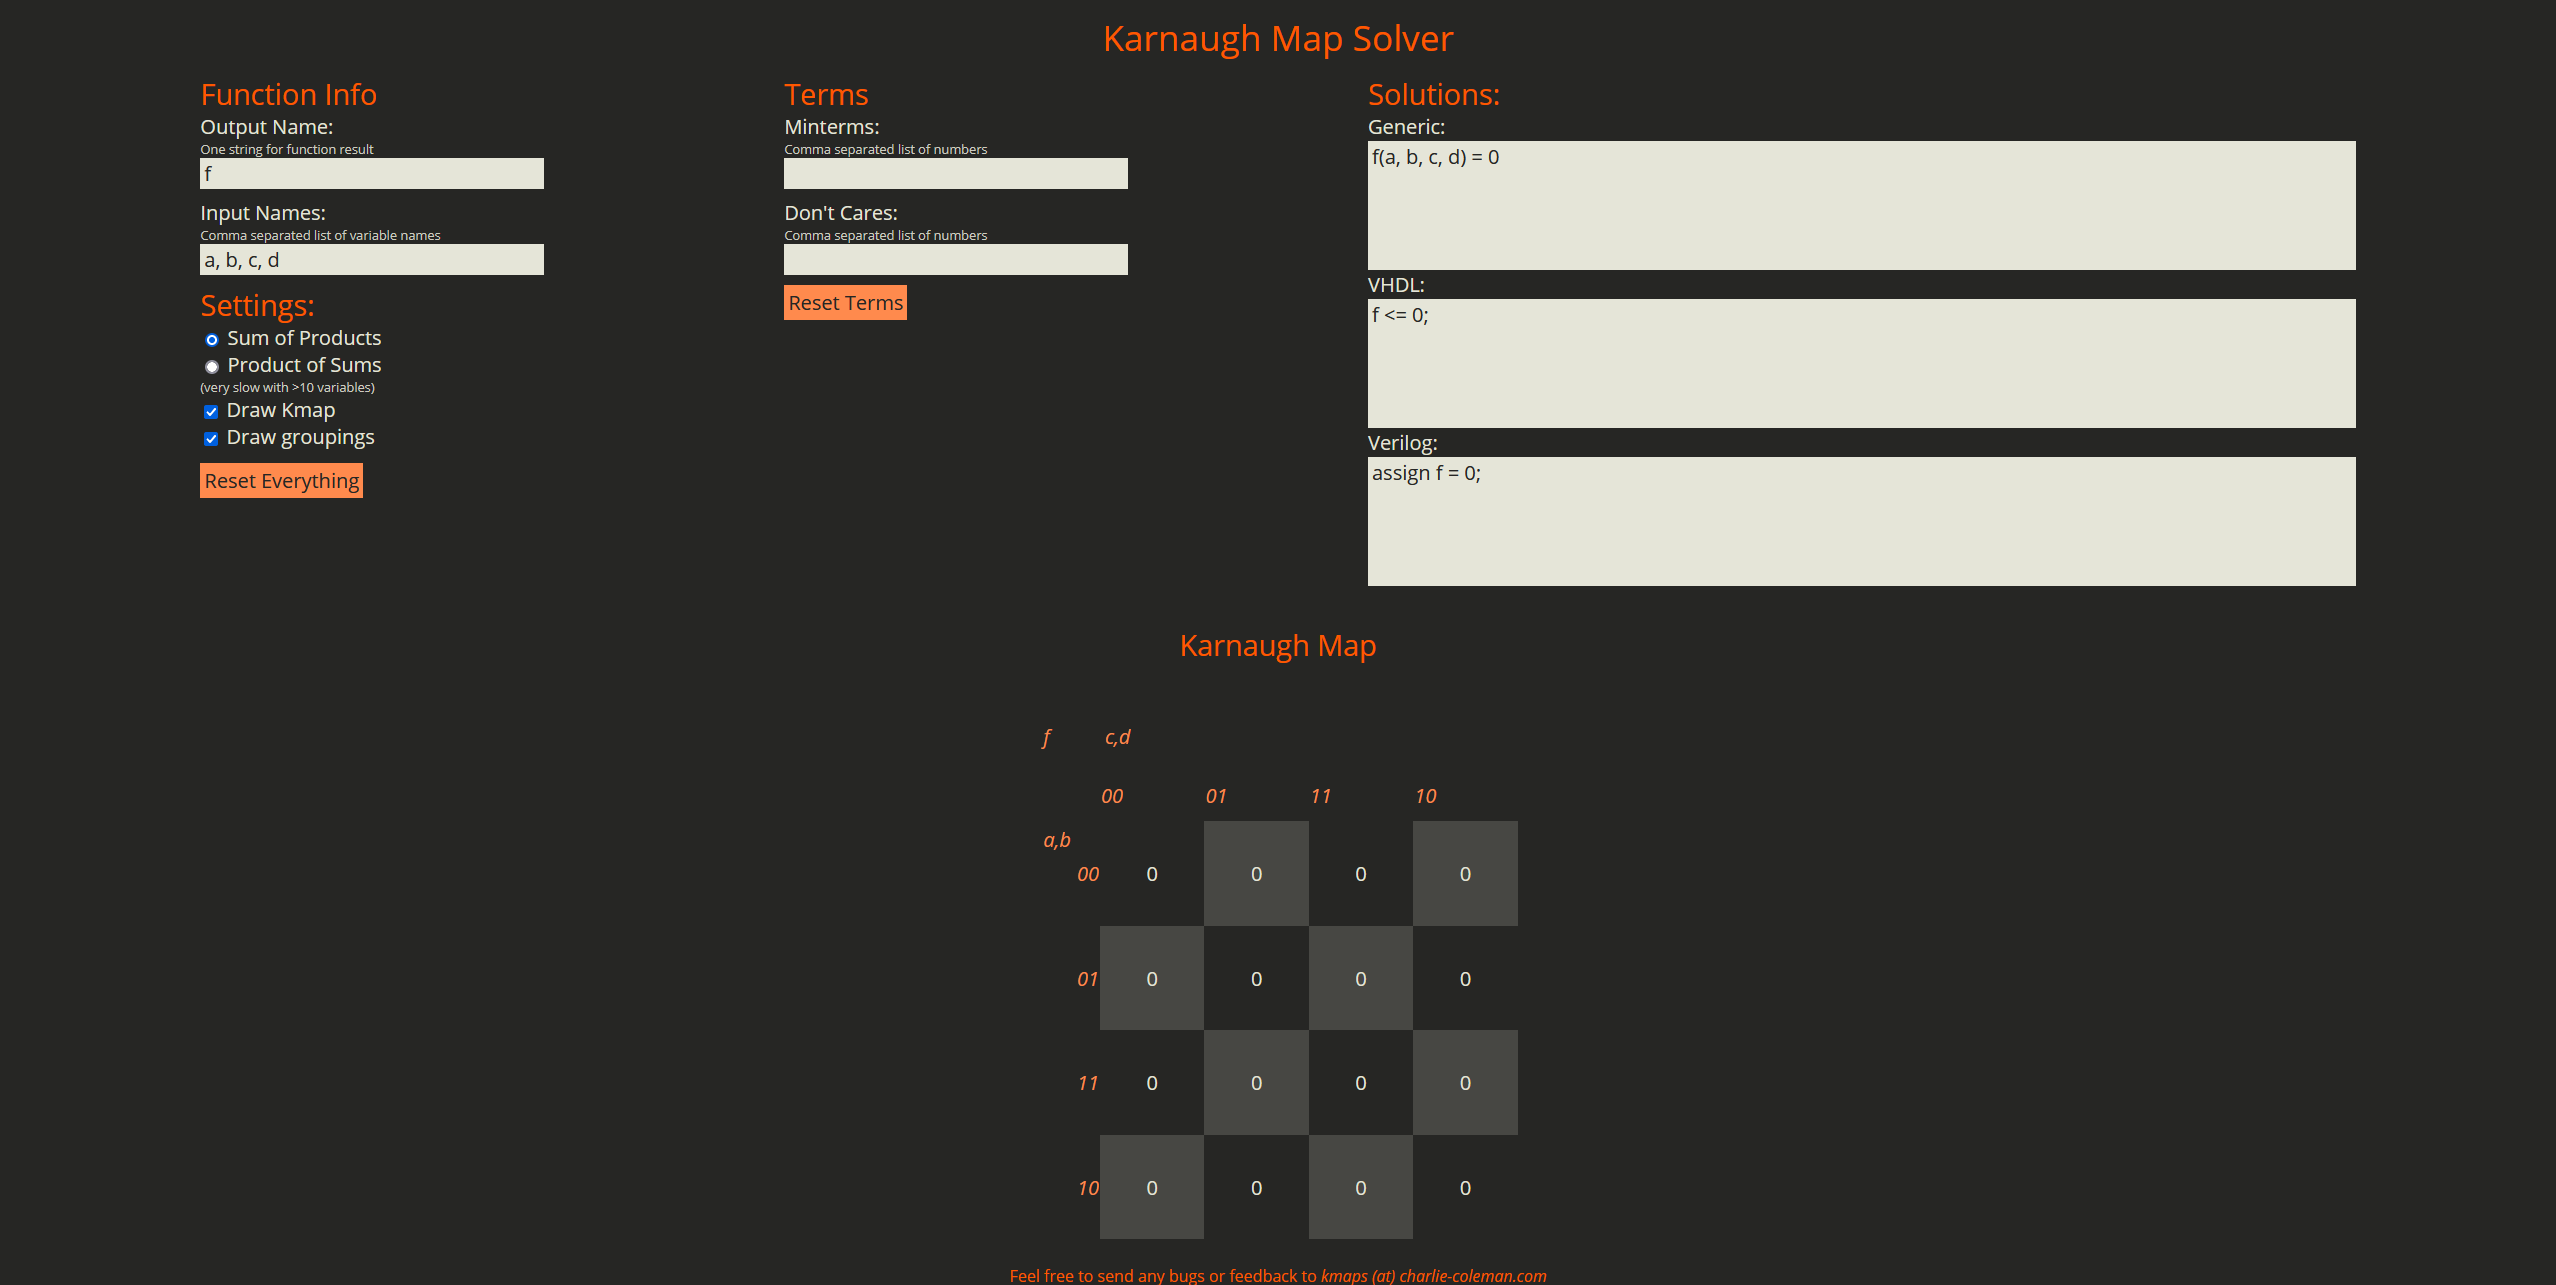 Karnaugh Map Solver
Function Info
Output Name:
One string for function result
f
Input Names:
Comma separated list of variable names
a, b, c, d
Settings:
Sum of Products
Product of Sums
(very slow with >10 variables)
Draw Kmap
Draw groupings
Reset Everything
Terms
Minterms:
Comma separated list of numbers
Don't Cares:
Comma separated list of numbers
Reset Terms
Solutions:
Generic:
f(a, b, c, d) = 0
VHDL:
f <= 0;
Verilog:
assign f = 0;
Karnaugh Map
f c,d
00 01 11 10
a,b
00 0 0 0 0
01 0 0 0 0
11 0 0 0 0
10 0 0 0 0
Feel free to send any bugs or feedback to kmaps (at) charlie-coleman.com